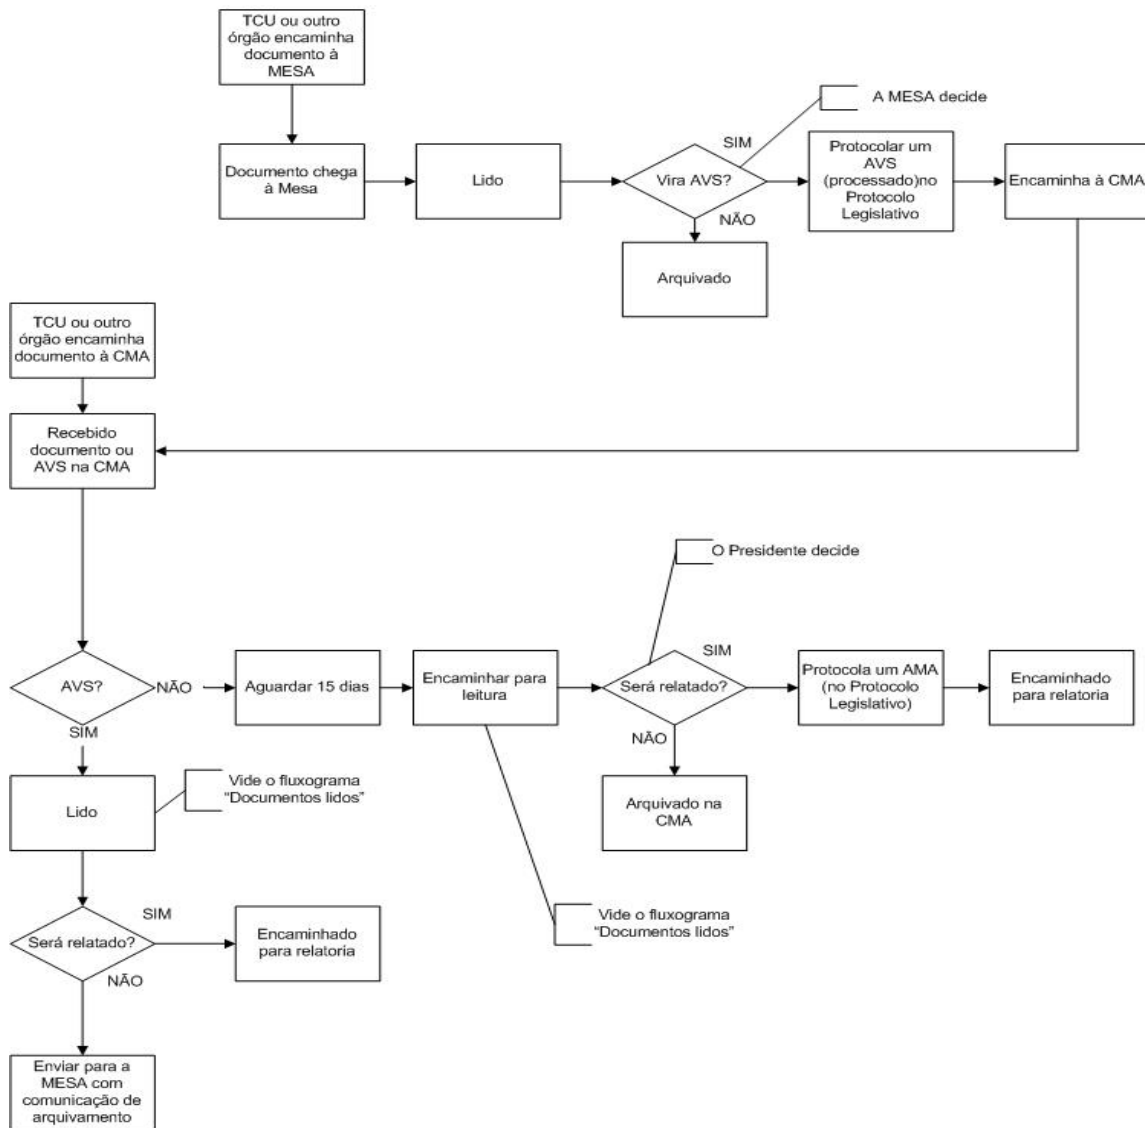 TCU ou outro
órgão encaminha
documento à
MESA
A MESA decide
SIM
Documento chega
à Mesa
Lido
Vira AVS?
Protocolar um
AVS
(processado)no
Protocolo
Legislativo
Encaminha à CMA
NÃO
Arquivado
TCU ou outro
órgão encaminha
documento à CMA
Recebido
documento ou
AVS na CMA
O Presidente decide
AVS?
NÃO
Aguardar 15 dias
Encaminhar para
leitura
Será relatado?
SIM
Protocola um AMA
(no Protocolo
Legislativo)
Encaminhado
para relatoria
SIM
NÃO
Arquivado na
CMA
Lido
Vide o fluxograma
“Documentos lidos”
Será relatado?
SIM
Encaminhado
para relatoria
Vide o fluxograma
“Documentos lidos”
NÃO
Enviar para a
MESA com
comunicação de
arquivamento